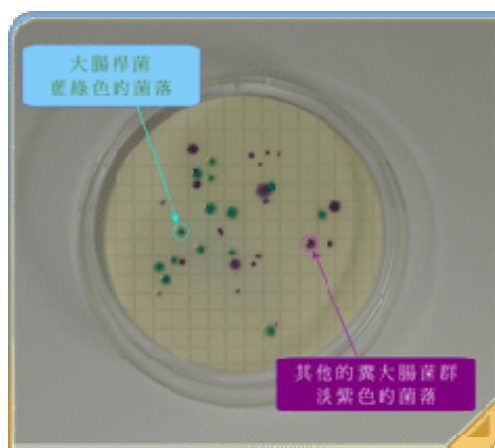 大腸桿菌
藍綠色的菌落
其他的糞大腸菌群
淡紫色的菌落